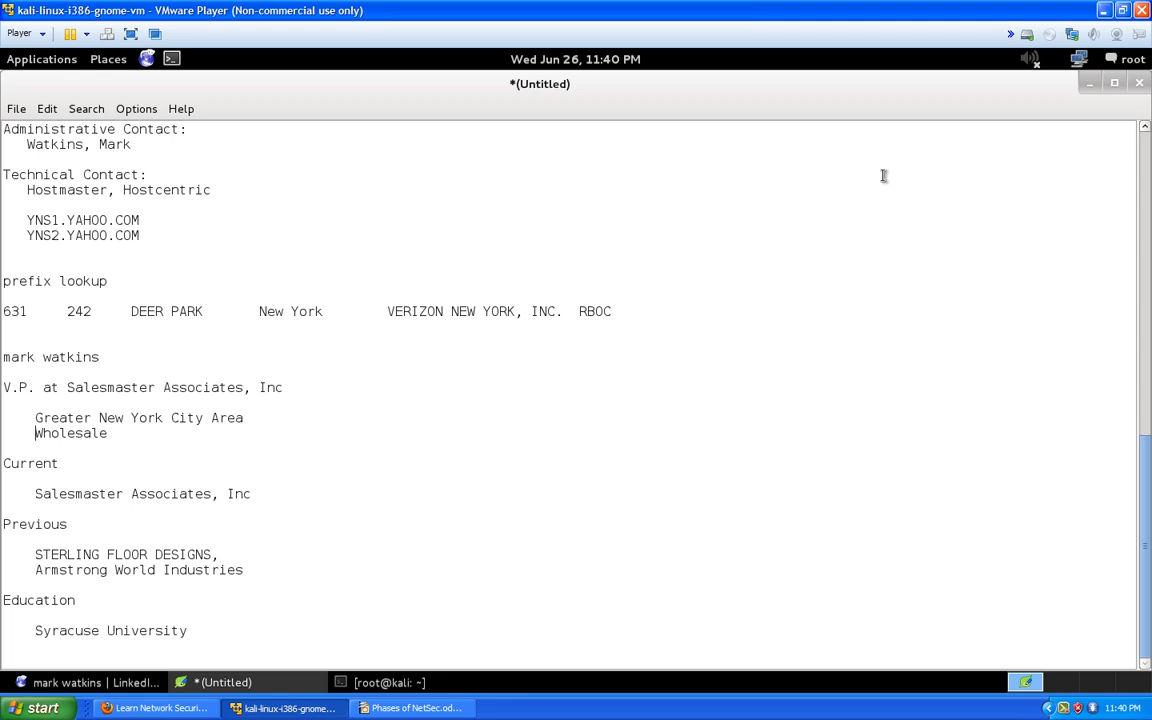 kali-linux-i386-gnome-vm - VMware Player (Non-commercial use only)
Player
Applications Places Wed Jun 26, 11:40 PM root
*(Untitled)
File Edit Search Options Help
Administrative Contact:
Watkins, Mark
Technical Contact:
Hostmaster, Hostcentric
YNS1.YAHOO.COM
YNS2.YAHOO.COM
prefix lookup
631 242 DEER PARK New York VERIZON NEW YORK, INC. RBOC
mark watkins
V.P. at Salesmaster Associates, Inc
Greater New York City Area
Wholesale
Current
Salesmaster Associates, Inc
Previous
STERLING FLOOR DESIGNS,
Armstrong World Industries
Education
Syracuse University
mark watkins | LinkedI... *(Untitled) [root@kali: ~]
start Learn Network Securi... kali-linux-i386-gnome... Phases of NetSec.od... 11:40 PM